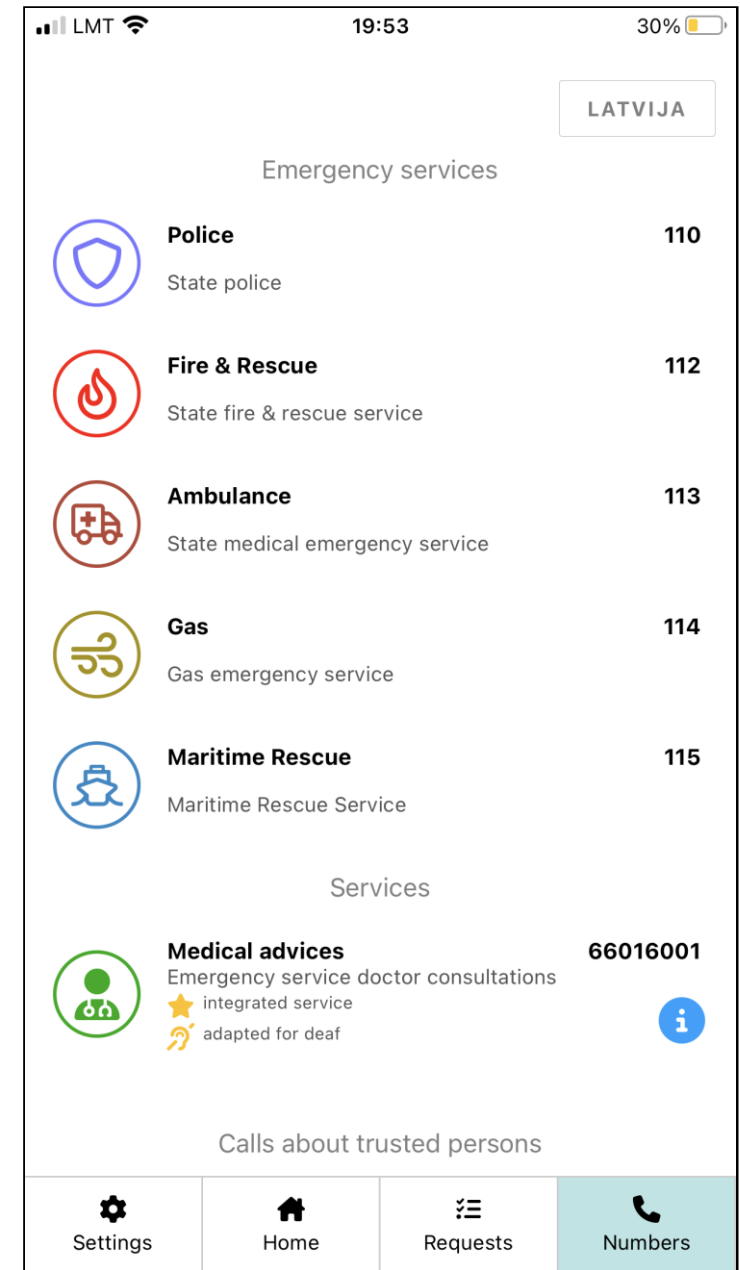 LMT 19:53 30%
LATVIJA
Emergency services
Police 110
State police
Fire & Rescue 112
State fire & rescue service
Ambulance 113
State medical emergency service
Gas 114
Gas emergency service
Maritime Rescue 115
Maritime Rescue Service
Services
Medical advices 66016001
Emergency service doctor consultations
integrated service
adapted for deaf
Calls about trusted persons
Settings Home Requests Numbers